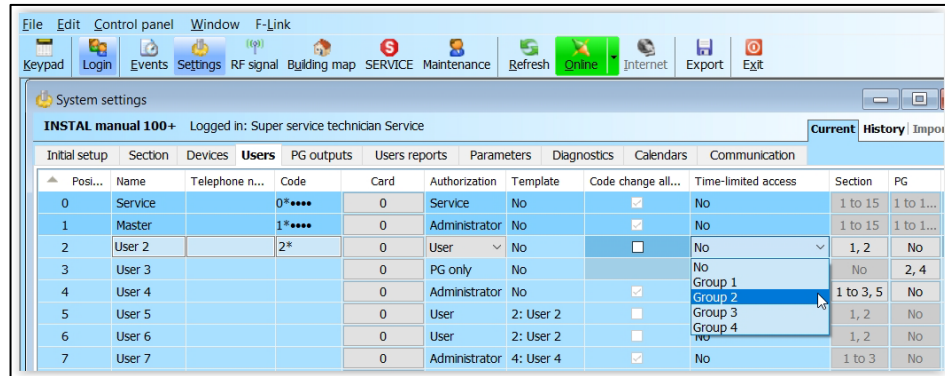 File Edit Control panel Window F-Link
Keypad Login Events Settings RF signal Building map SERVICE Maintenance Refresh Online Internet Export Exit
System settings
INSTAL manual 100+ Logged in: Super service technician Service Current History Impor
Initial setup Section Devices Users PG outputs Users reports Parameters Diagnostics Calendars Communication
Posi... Name Telephone n... Code Card Authorization Template Code change all... Time-limited access Section PG
0 Service 0*•••• 0 Service No No 1 to 15 1 to 1...
1 Master 1*•••• 0 Administrator No No 1 to 15 1 to 1...
2 User 2 2* 0 User No No 1, 2 No
3 User 3 0 PG only No No No 2, 4
Group 1
4 User 4 0 Administrator No Group 2 1 to 3, 5 No
5 User 5 0 User 2: User 2 Group 3 1, 2 No
Group 4
6 User 6 0 User 2: User 2 No 1, 2 No
7 User 7 0 Administrator 4: User 4 No 1 to 3 No